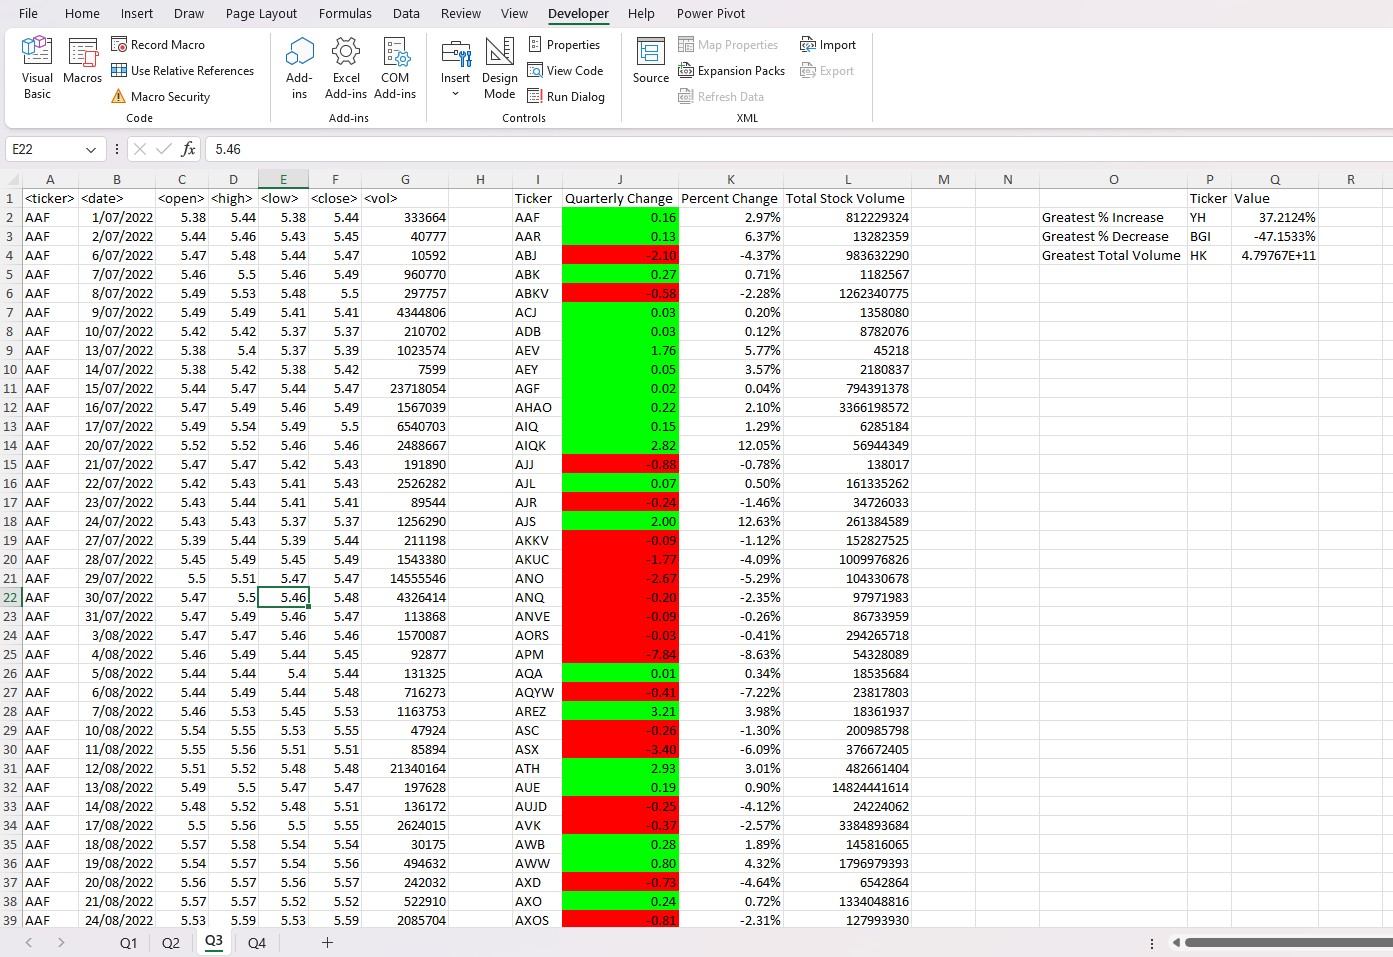 File Home Insert Draw Page Layout Formulas Data Review View Developer Help Power Pivot
Record Macro
Use Relative References
Macro Security
Visual Basic
Macros
Code
Add-ins
Excel Add-ins
COM Add-ins
Add-ins
Insert
Design Mode
Properties
View Code
Run Dialog
Controls
Source
Map Properties
Expansion Packs
Refresh Data
Import
Export
XML
E22 fx 5.46
A B C D E F G H I J K L M N O P Q R
1 <ticker> <date> <open> <high> <low> <close> <vol> Ticker Quarterly Change Percent Change Total Stock Volume Ticker Value
2 AAF 1/07/2022 5.38 5.44 5.38 5.44 333664 AAF 0.16 2.97% 812229324 Greatest % Increase YH 37.2124%
3 AAF 2/07/2022 5.44 5.46 5.43 5.45 40777 AAR 0.13 6.37% 13282359 Greatest % Decrease BGI -47.1533%
4 AAF 6/07/2022 5.47 5.48 5.44 5.47 10592 ABJ -2.10 -4.37% 983632290 Greatest Total Volume HK 4.79767E+11
5 AAF 7/07/2022 5.46 5.5 5.46 5.49 960770 ABK 0.27 0.71% 1182567
6 AAF 8/07/2022 5.49 5.53 5.48 5.5 297757 ABKV -0.58 -2.28% 1262340775
7 AAF 9/07/2022 5.49 5.49 5.41 5.41 4344806 ACJ 0.03 0.20% 1358080
8 AAF 10/07/2022 5.42 5.42 5.37 5.37 210702 ADB 0.03 0.12% 8782076
9 AAF 13/07/2022 5.38 5.4 5.37 5.39 1023574 AEV 1.76 5.77% 45218
10 AAF 14/07/2022 5.38 5.42 5.38 5.42 7599 AEY 0.05 3.57% 2180837
11 AAF 15/07/2022 5.44 5.47 5.44 5.47 23718054 AGF 0.02 0.04% 794391378
12 AAF 16/07/2022 5.47 5.49 5.46 5.49 1567039 AHAO 0.22 2.10% 3366198572
13 AAF 17/07/2022 5.49 5.54 5.49 5.5 6540703 AIQ 0.15 1.29% 6285184
14 AAF 20/07/2022 5.52 5.52 5.46 5.46 2488667 AIQK 2.82 12.05% 56944349
15 AAF 21/07/2022 5.47 5.47 5.42 5.43 191890 AJJ -0.88 -0.78% 138017
16 AAF 22/07/2022 5.42 5.43 5.41 5.43 2526282 AJL 0.07 0.50% 161335262
17 AAF 23/07/2022 5.43 5.44 5.41 5.41 89544 AJR -0.24 -1.46% 34726033
18 AAF 24/07/2022 5.43 5.43 5.37 5.37 1256290 AJS 2.00 12.63% 261384589
19 AAF 27/07/2022 5.39 5.44 5.39 5.44 211198 AKKV -0.09 -1.12% 152827525
20 AAF 28/07/2022 5.45 5.49 5.45 5.49 1543380 AKUC -1.77 -4.09% 1009976826
21 AAF 29/07/2022 5.5 5.51 5.47 5.47 14555546 ANO -2.67 -5.29% 104330678
22 AAF 30/07/2022 5.47 5.5 5.46 5.48 4326414 ANQ -0.20 -2.35% 97971983
23 AAF 31/07/2022 5.47 5.49 5.46 5.47 113868 ANVE -0.09 -0.26% 86733959
24 AAF 3/08/2022 5.47 5.47 5.46 5.46 1570087 AORS -0.03 -0.41% 294265718
25 AAF 4/08/2022 5.46 5.49 5.44 5.45 92877 APM -7.84 -8.63% 54328089
26 AAF 5/08/2022 5.44 5.44 5.4 5.44 131325 AQA 0.01 0.34% 18535684
27 AAF 6/08/2022 5.44 5.49 5.44 5.48 716273 AQYW -0.41 -7.22% 23817803
28 AAF 7/08/2022 5.46 5.53 5.45 5.53 1163753 AREZ 3.21 3.98% 18361937
29 AAF 10/08/2022 5.54 5.55 5.53 5.55 47924 ASC -0.26 -1.30% 200985798
30 AAF 11/08/2022 5.55 5.56 5.51 5.51 85894 ASX -3.40 -6.09% 376672405
31 AAF 12/08/2022 5.51 5.52 5.48 5.48 21340164 ATH 2.93 3.01% 482661404
32 AAF 13/08/2022 5.49 5.5 5.47 5.47 197628 AUE 0.19 0.90% 14824441614
33 AAF 14/08/2022 5.48 5.52 5.48 5.51 136172 AUJD -0.25 -4.12% 24224062
34 AAF 17/08/2022 5.5 5.56 5.5 5.55 2624015 AVK -0.37 -2.57% 3384893684
35 AAF 18/08/2022 5.57 5.58 5.54 5.54 30175 AWB 0.28 1.89% 145816065
36 AAF 19/08/2022 5.54 5.57 5.54 5.56 494632 AWW 0.80 4.32% 1796979393
37 AAF 20/08/2022 5.56 5.57 5.56 5.57 242032 AXD -0.73 -4.64% 6542864
38 AAF 21/08/2022 5.57 5.57 5.52 5.52 522910 AXO 0.24 0.72% 1334048816
39 AAF 24/08/2022 5.53 5.59 5.53 5.59 2085704 AXOS -0.81 -2.31% 127993930
Q1 Q2 Q3 Q4 +